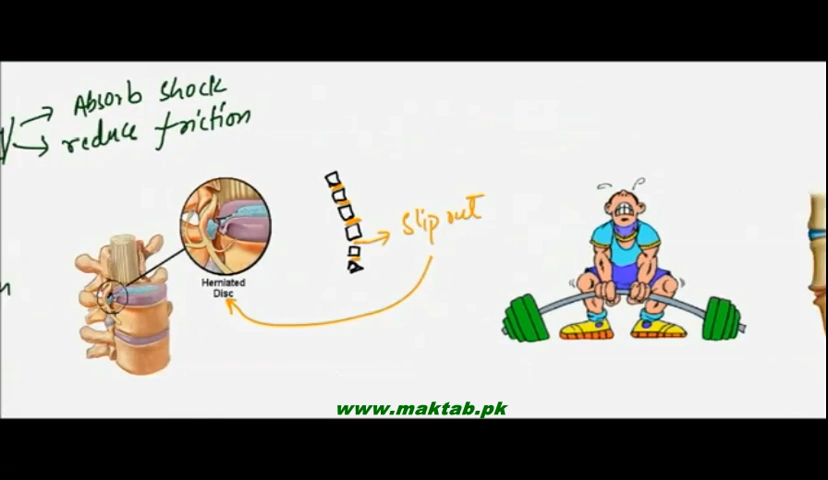 Absorb shock
reduce friction
Slip out
Herniated
Disc
www.maktab.pk